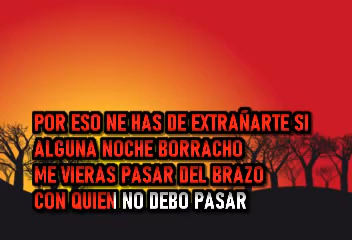 POR ESO NE HAS DE EXTRAÑARTE SI
ALGUNA NOCHE BORRACHO
ME VIERAS PASAR DEL BRAZO
CON QUIEN NO DEBO PASAR